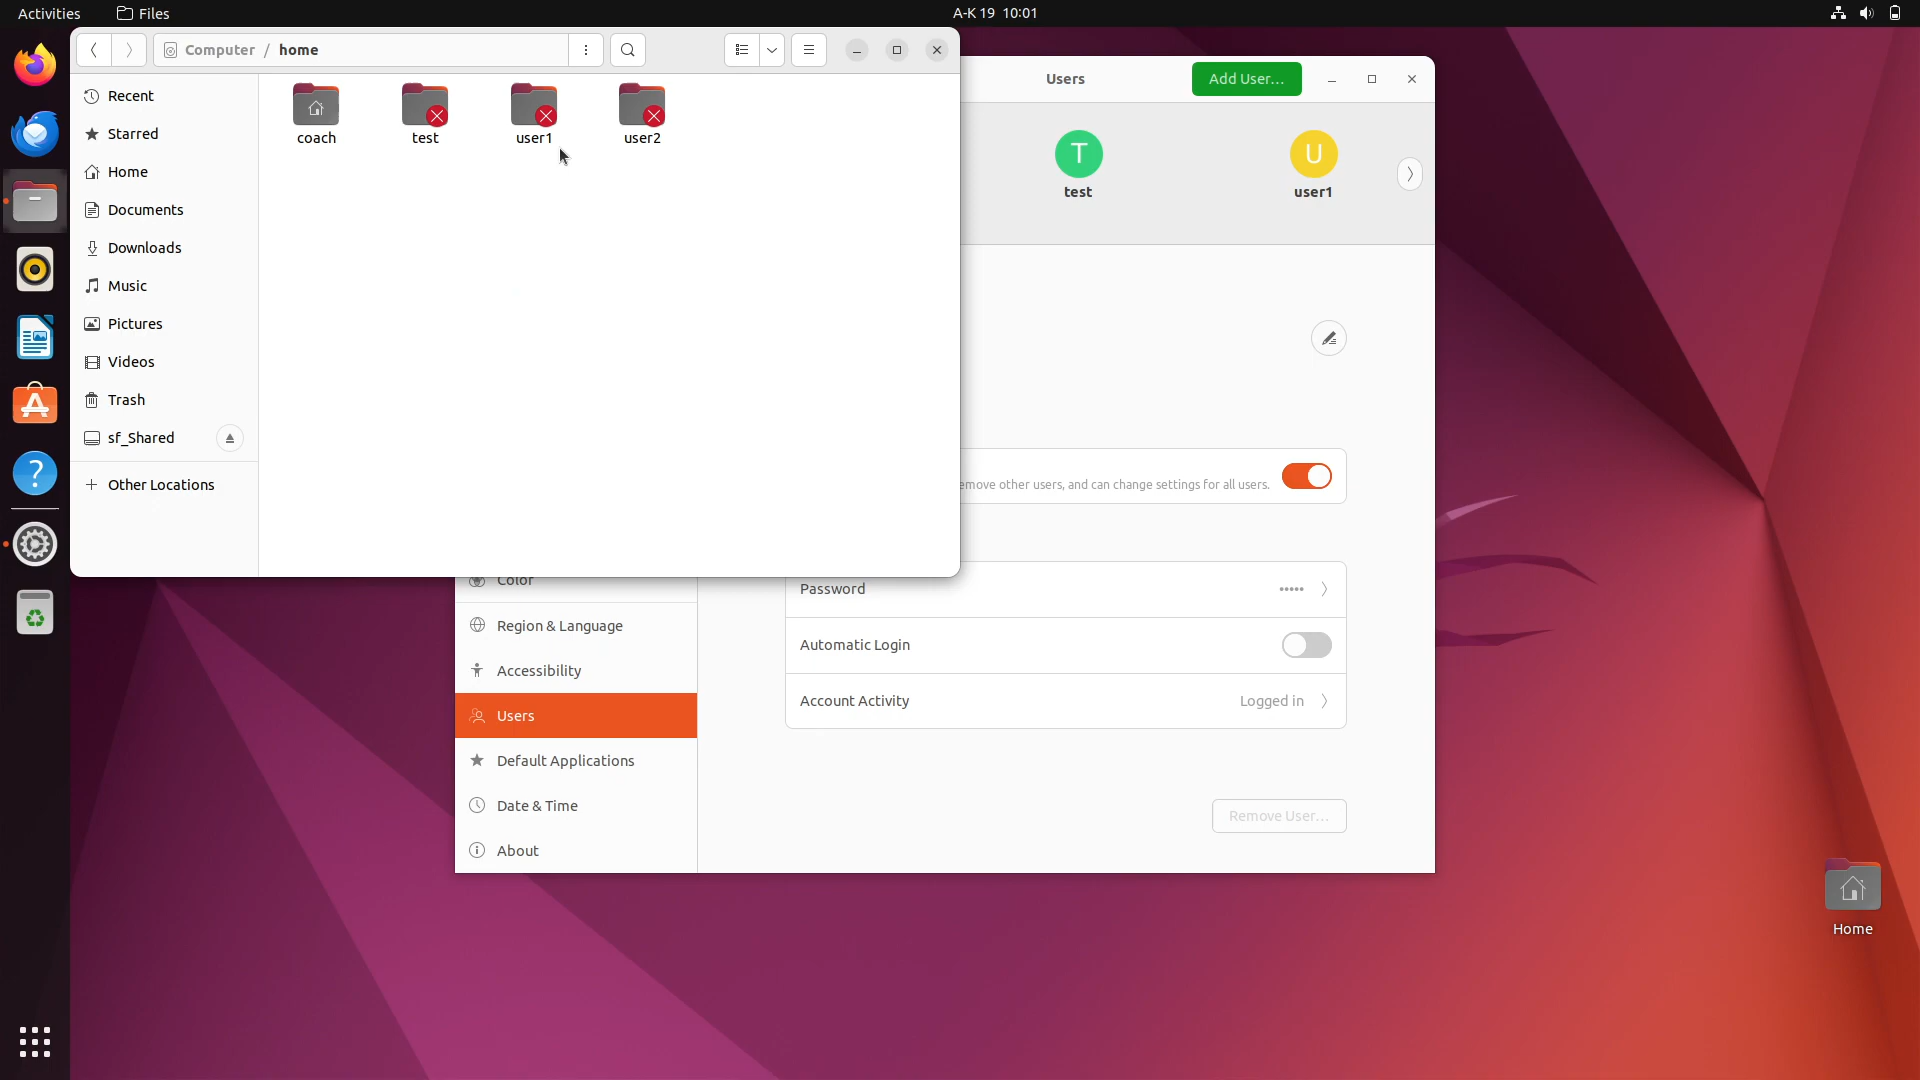 Activities
Files
A-K 19 10:01
Computer / home
coach
test
user1
user2
Recent
Starred
Home
Documents
Downloads
Music
Pictures
Videos
Trash
sf_Shared
Other Locations
Users
Add User...
T
U
test
user1
emove other users, and can change settings for all users.
Color
Region & Language
Accessibility
Users
Default Applications
Date & Time
About
Password
Automatic Login
Account Activity
Logged in
Remove User...
Home